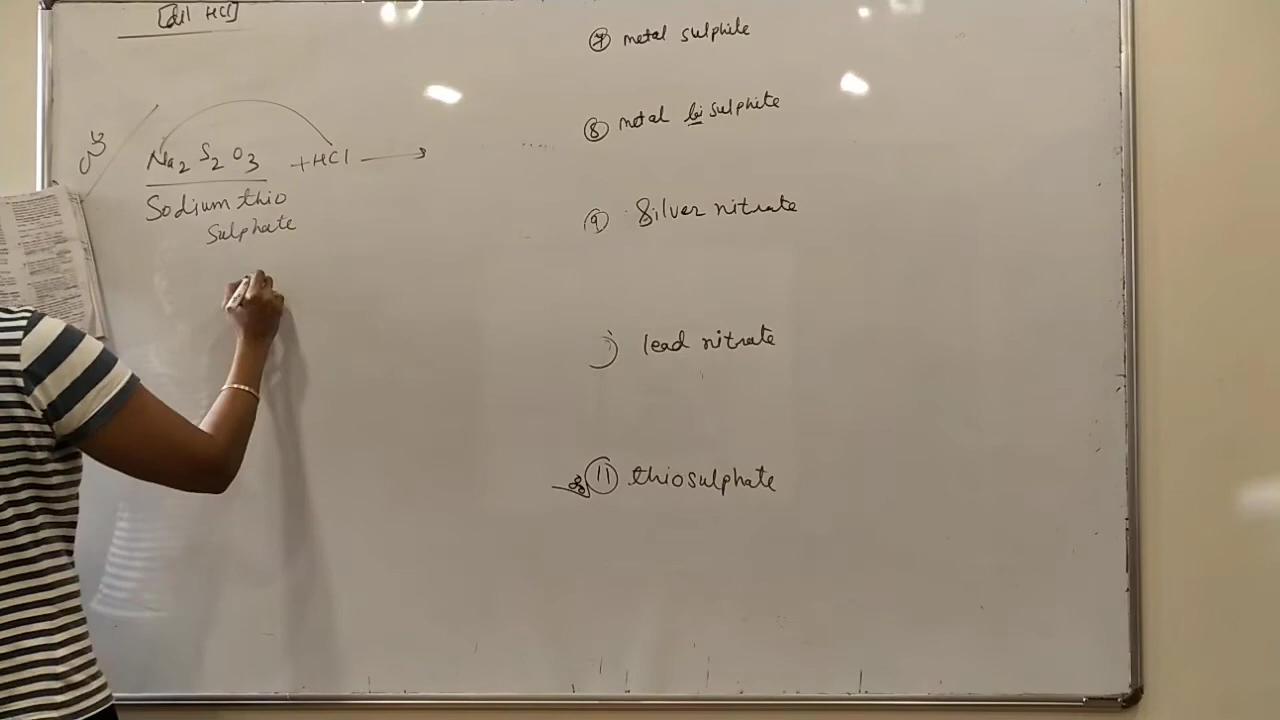 [dil HCl]
Na2 S2 O3 + HCl →
Sodium thio
Sulphate
⑦ metal sulphite
⑧ metal bisulphite
⑨ Silver nitrate
) lead nitrate
⑪ thiosulphate